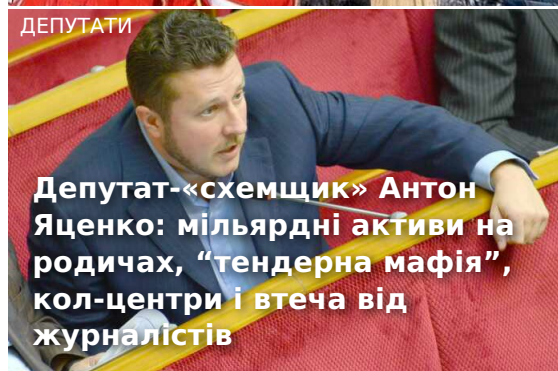 ДЕПУТАТИ
Депутат-«схемщик» Антон
Яценко: мільярдні активи на
родичах, “тендерна мафія”,
кол-центри і втеча від
журналістів